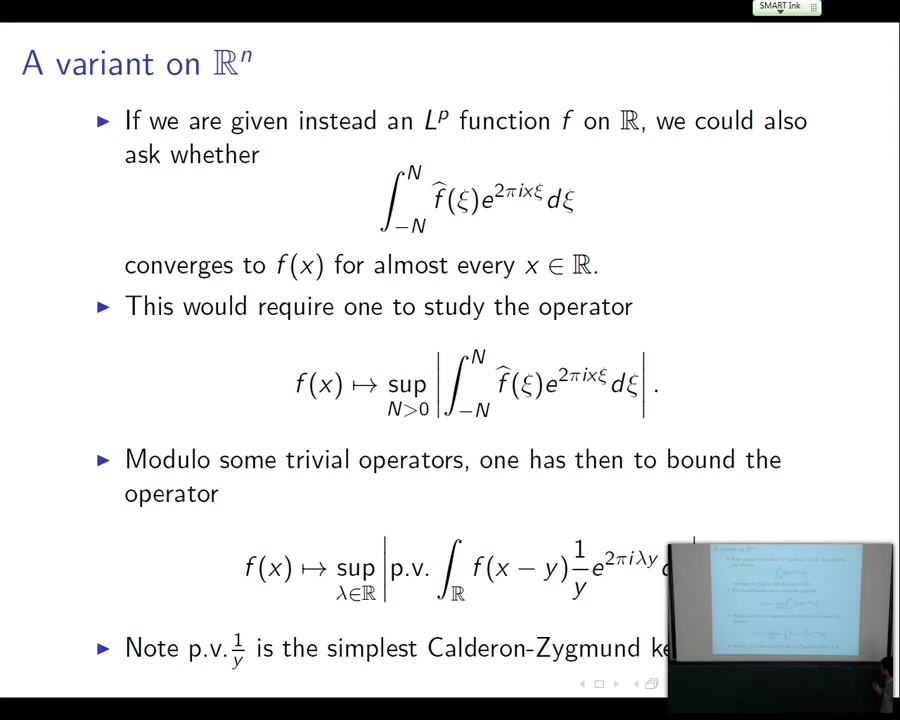 SMART Ink
A variant on ℝⁿ
▶ If we are given instead an Lᵖ function f on ℝ, we could also
ask whether
∫_{-N}^{N} f̂(ξ)e^{2πixξ}dξ
converges to f(x) for almost every x ∈ ℝ.
▶ This would require one to study the operator
f(x) ↦ sup_{N>0} |∫_{-N}^{N} f̂(ξ)e^{2πixξ}dξ|.
▶ Modulo some trivial operators, one has then to bound the
operator
f(x) ↦ sup_{λ∈ℝ} |p.v. ∫_ℝ f(x − y)\frac{1}{y}e^{2πiλy}
▶ Note p.v.\frac{1}{y} is the simplest Calderon-Zygmund ke